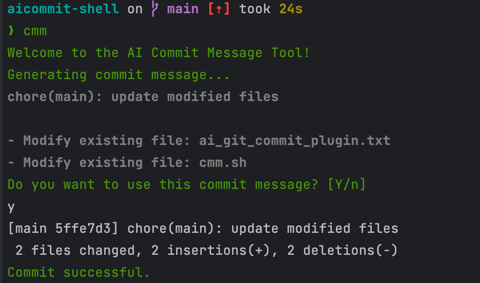 aicommit-shell on main [↑] took 24s
❯ cmm
Welcome to the AI Commit Message Tool!
Generating commit message...
chore(main): update modified files
- Modify existing file: ai_git_commit_plugin.txt
- Modify existing file: cmm.sh
Do you want to use this commit message? [Y/n]
y
[main 5ffe7d3] chore(main): update modified files
2 files changed, 2 insertions(+), 2 deletions(-)
Commit successful.